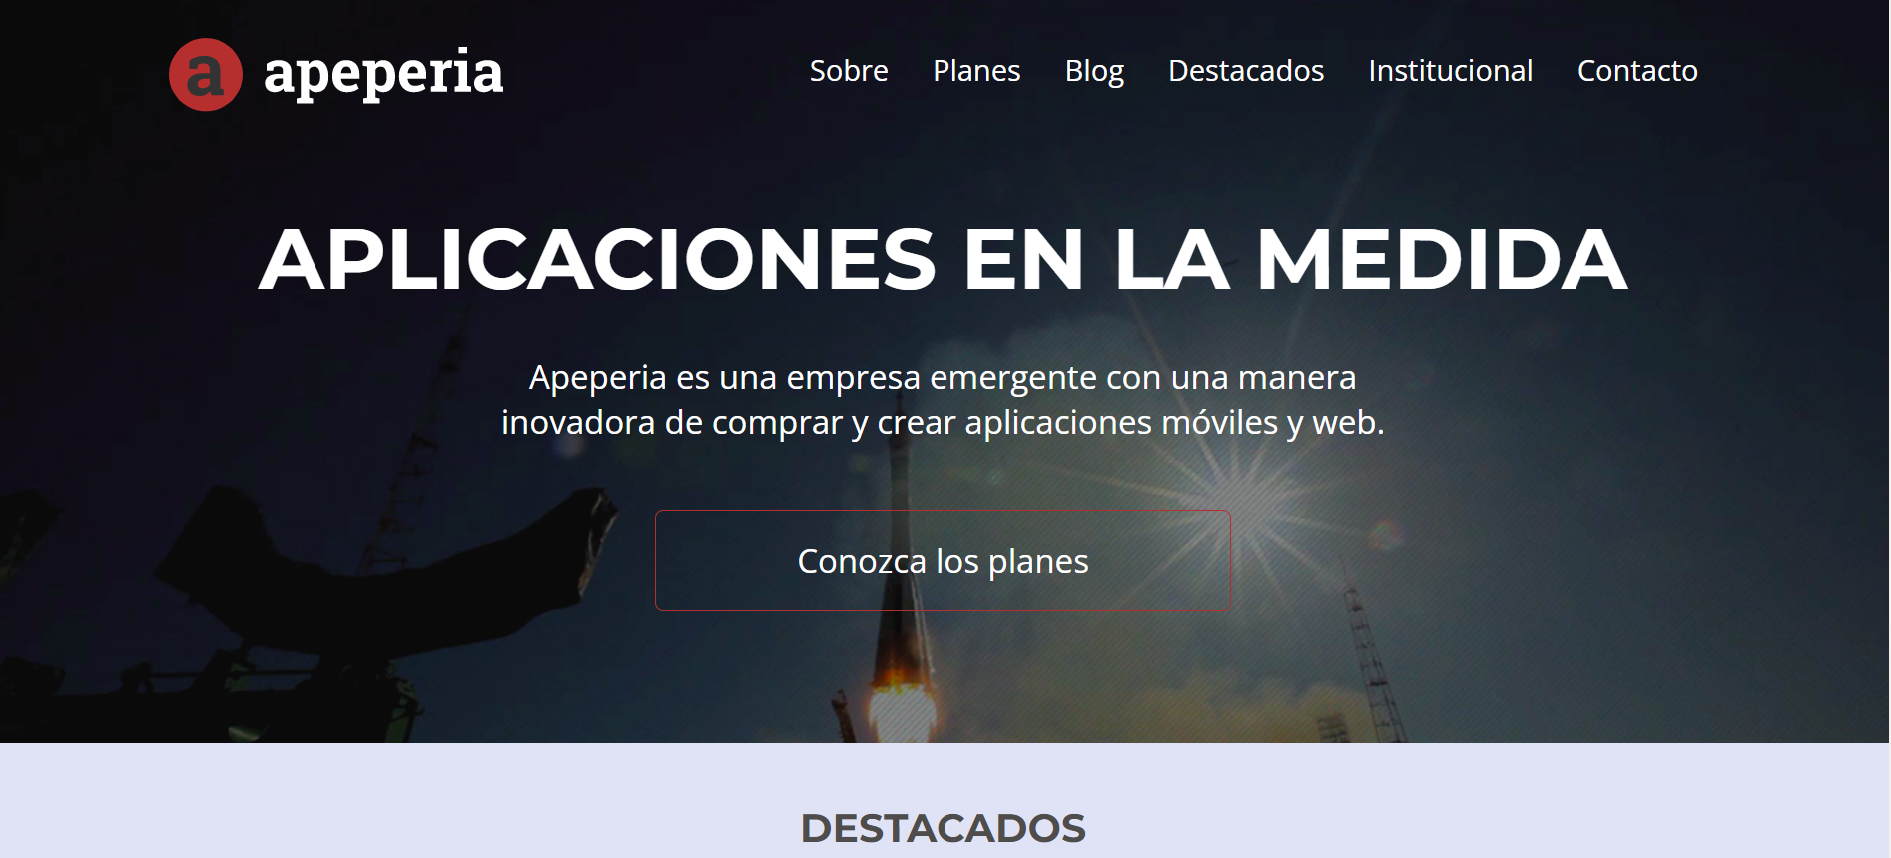 a apeperia
Sobre Planes Blog Destacados Institucional Contacto
APLICACIONES EN LA MEDIDA
Apeperia es una empresa emergente con una manera
inovadora de comprar y crear aplicaciones móviles y web.
Conozca los planes
DESTACADOS